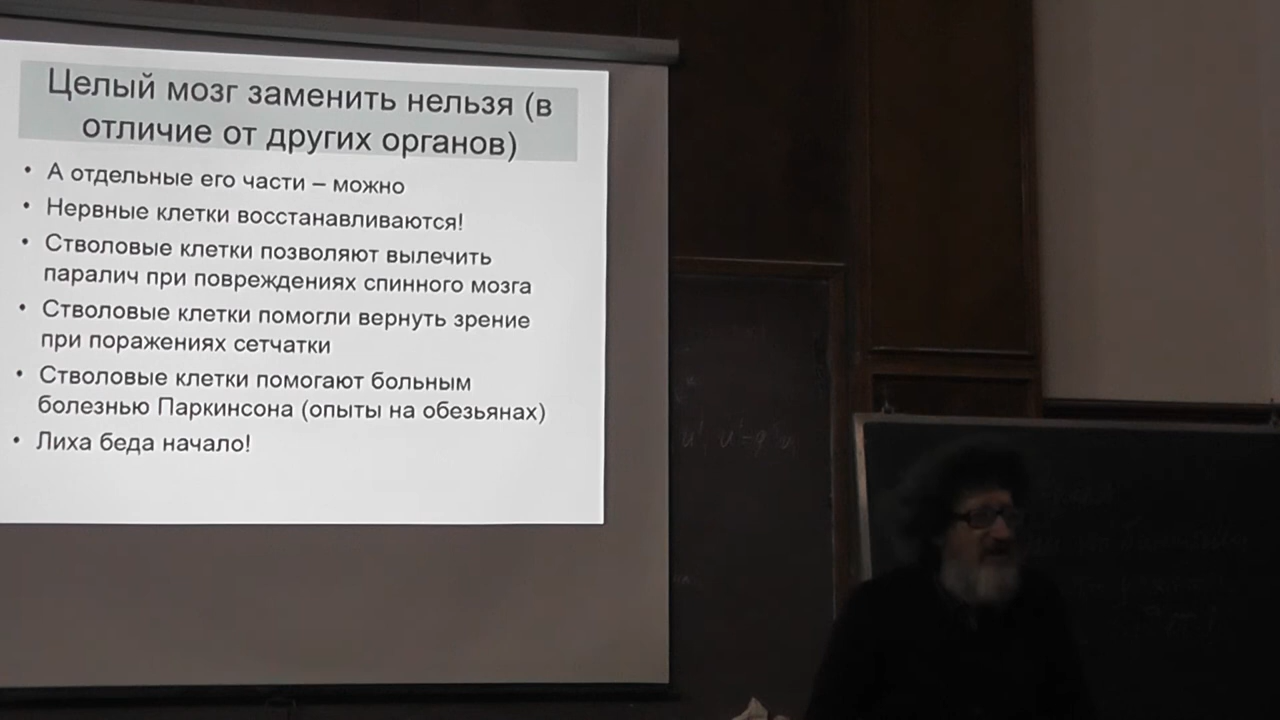 Целый мозг заменить нельзя (в
отличие от других органов)
• А отдельные его части – можно
• Нервные клетки восстанавливаются!
• Стволовые клетки позволяют вылечить
паралич при повреждениях спинного мозга
• Стволовые клетки помогли вернуть зрение
при поражениях сетчатки
• Стволовые клетки помогают больным
болезнью Паркинсона (опыты на обезьянах)
• Лиха беда начало!